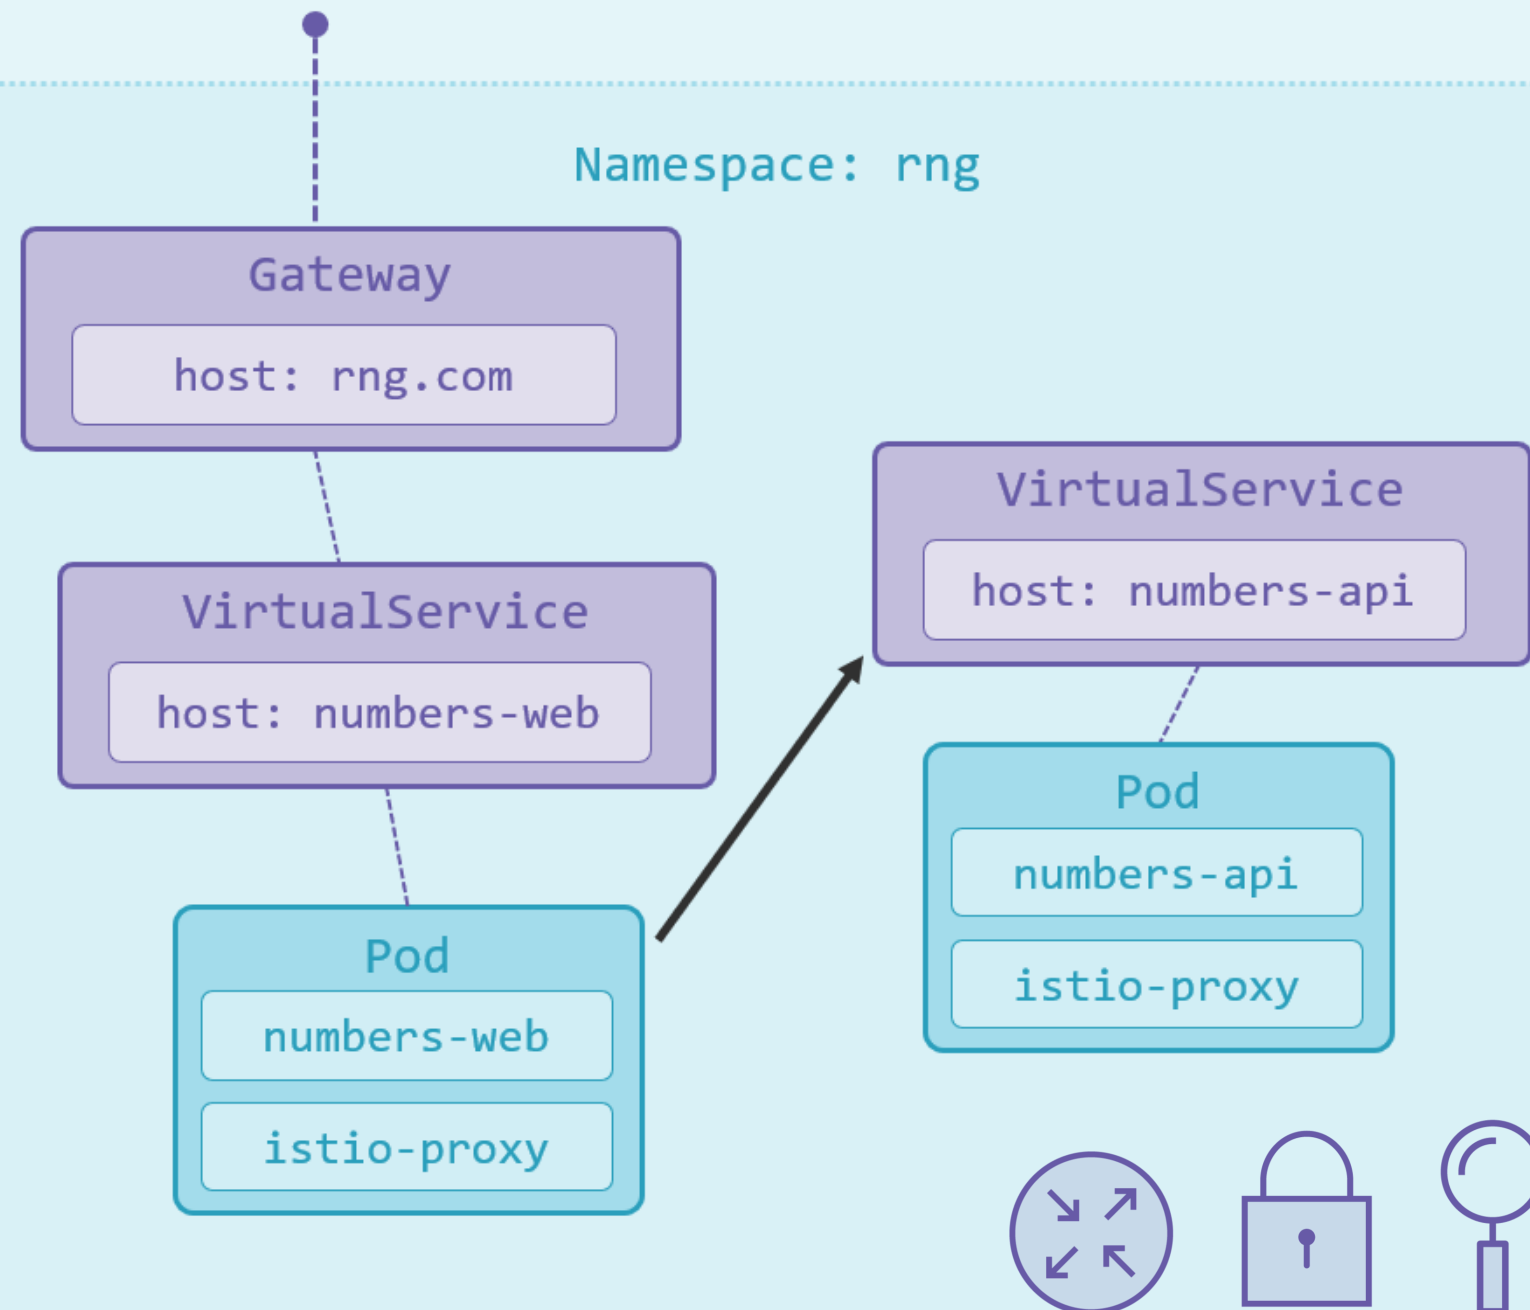 Namespace: rng
Gateway
host: rng.com
VirtualService
host: numbers-web
Pod
numbers-web
istio-proxy
VirtualService
host: numbers-api
Pod
numbers-api
istio-proxy